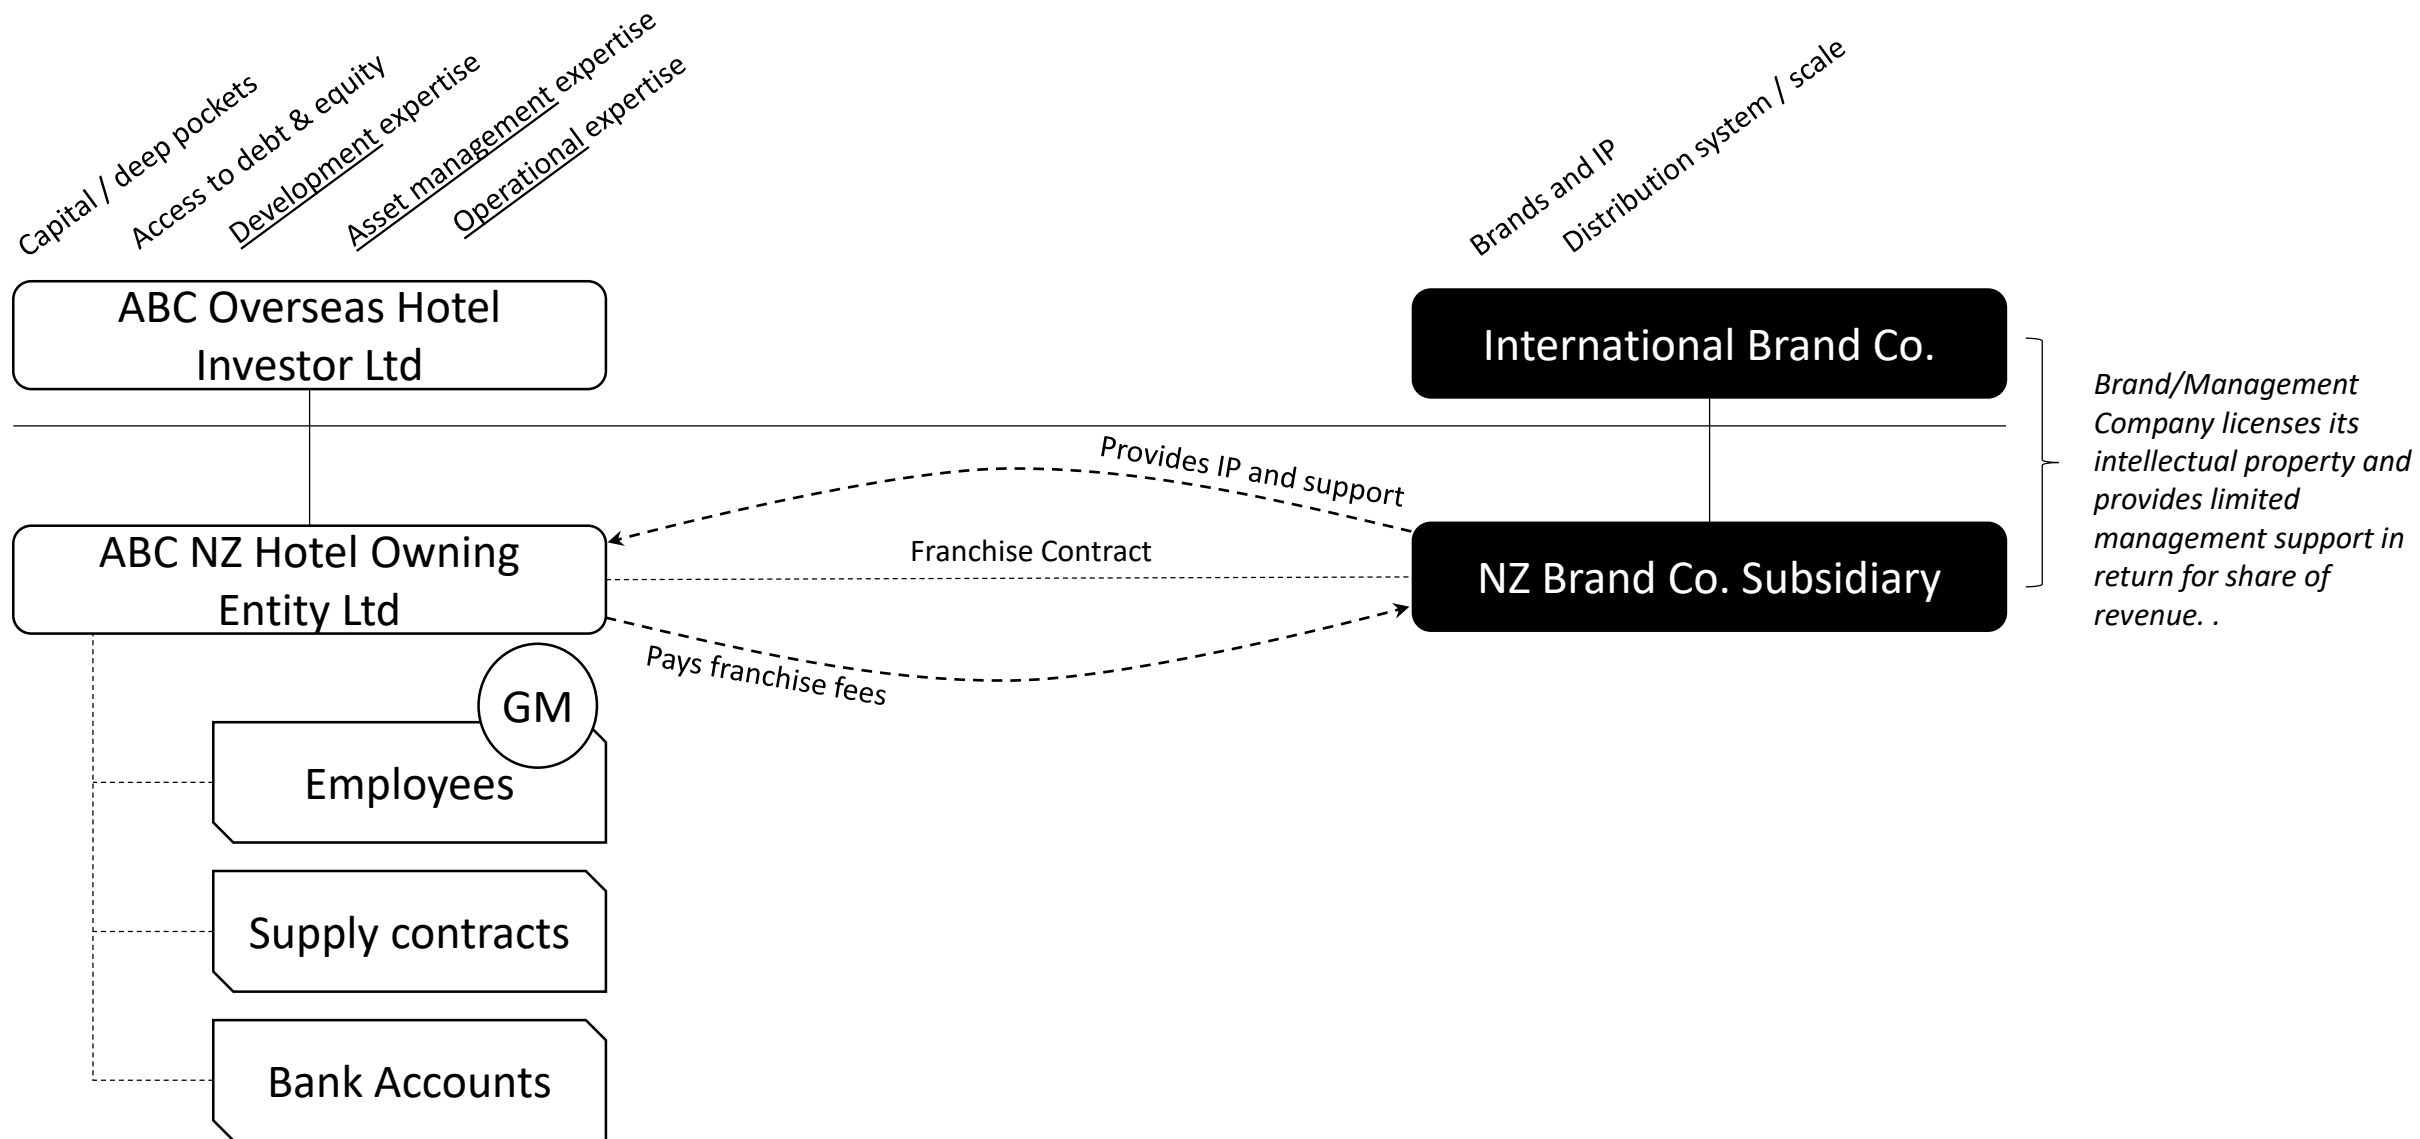 Capital / deep pockets
Access to debt & equity
Development expertise
Asset management expertise
Operational expertise
Brands and IP
Distribution system / scale
ABC Overseas Hotel
Investor Ltd
International Brand Co.
Brand/Management
Company licenses its
intellectual property and
provides limited
management support in
return for share of
revenue. .
Provides IP and support
ABC NZ Hotel Owning
Entity Ltd
Franchise Contract
NZ Brand Co. Subsidiary
Pays franchise fees
GM
Employees
Supply contracts
Bank Accounts